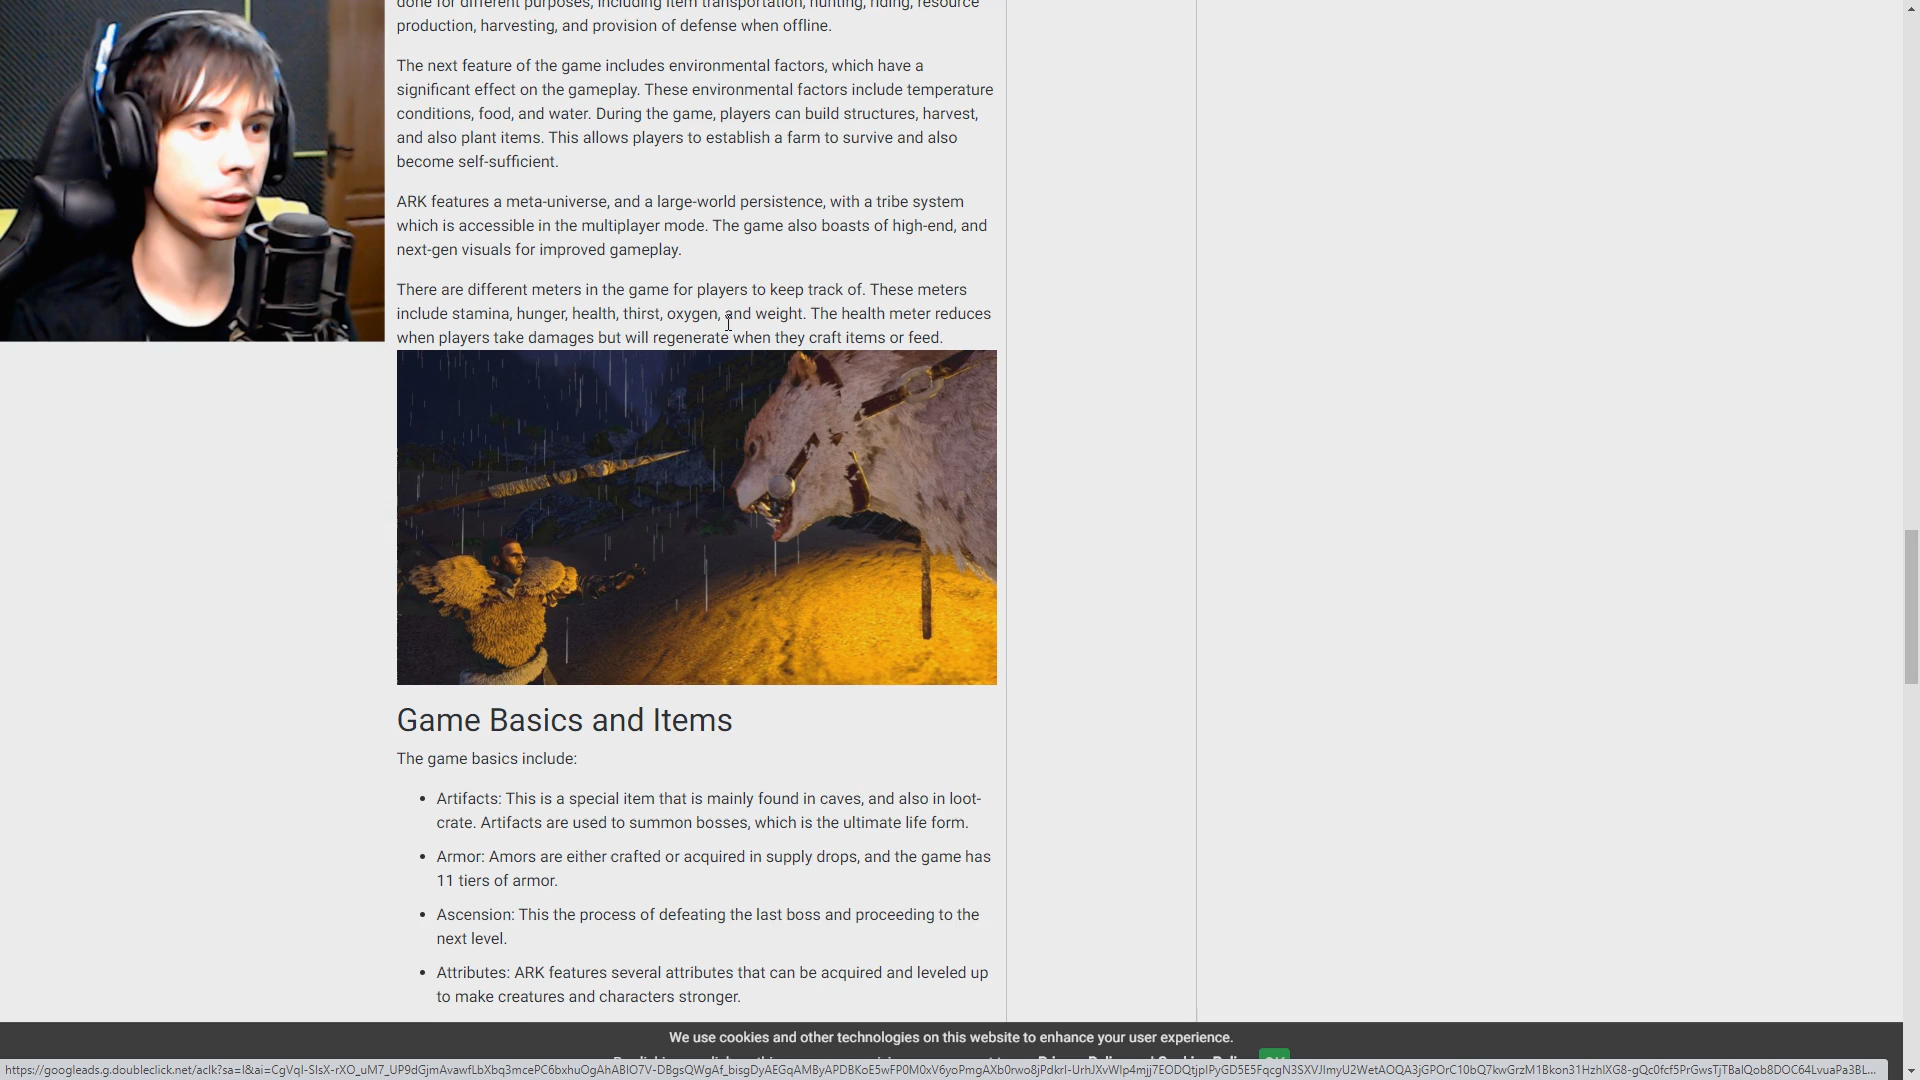 done for different purposes, including item transportation, hunting, riding, resource
production, harvesting, and provision of defense when offline.
The next feature of the game includes environmental factors, which have a
significant effect on the gameplay. These environmental factors include temperature
conditions, food, and water. During the game, players can build structures, harvest,
and also plant items. This allows players to establish a farm to survive and also
become self-sufficient.
ARK features a meta-universe, and a large-world persistence, with a tribe system
which is accessible in the multiplayer mode. The game also boasts of high-end, and
next-gen visuals for improved gameplay.
There are different meters in the game for players to keep track of. These meters
include stamina, hunger, health, thirst, oxygen, and weight. The health meter reduces
when players take damages but will regenerate when they craft items or feed.
Game Basics and Items
The game basics include:
• Artifacts: This is a special item that is mainly found in caves, and also in loot-
crate. Artifacts are used to summon bosses, which is the ultimate life form.
• Armor: Amors are either crafted or acquired in supply drops, and the game has
11 tiers of armor.
• Ascension: This the process of defeating the last boss and proceeding to the
next level.
• Attributes: ARK features several attributes that can be acquired and leveled up
to make creatures and characters stronger.
We use cookies and other technologies on this website to enhance your user experience.